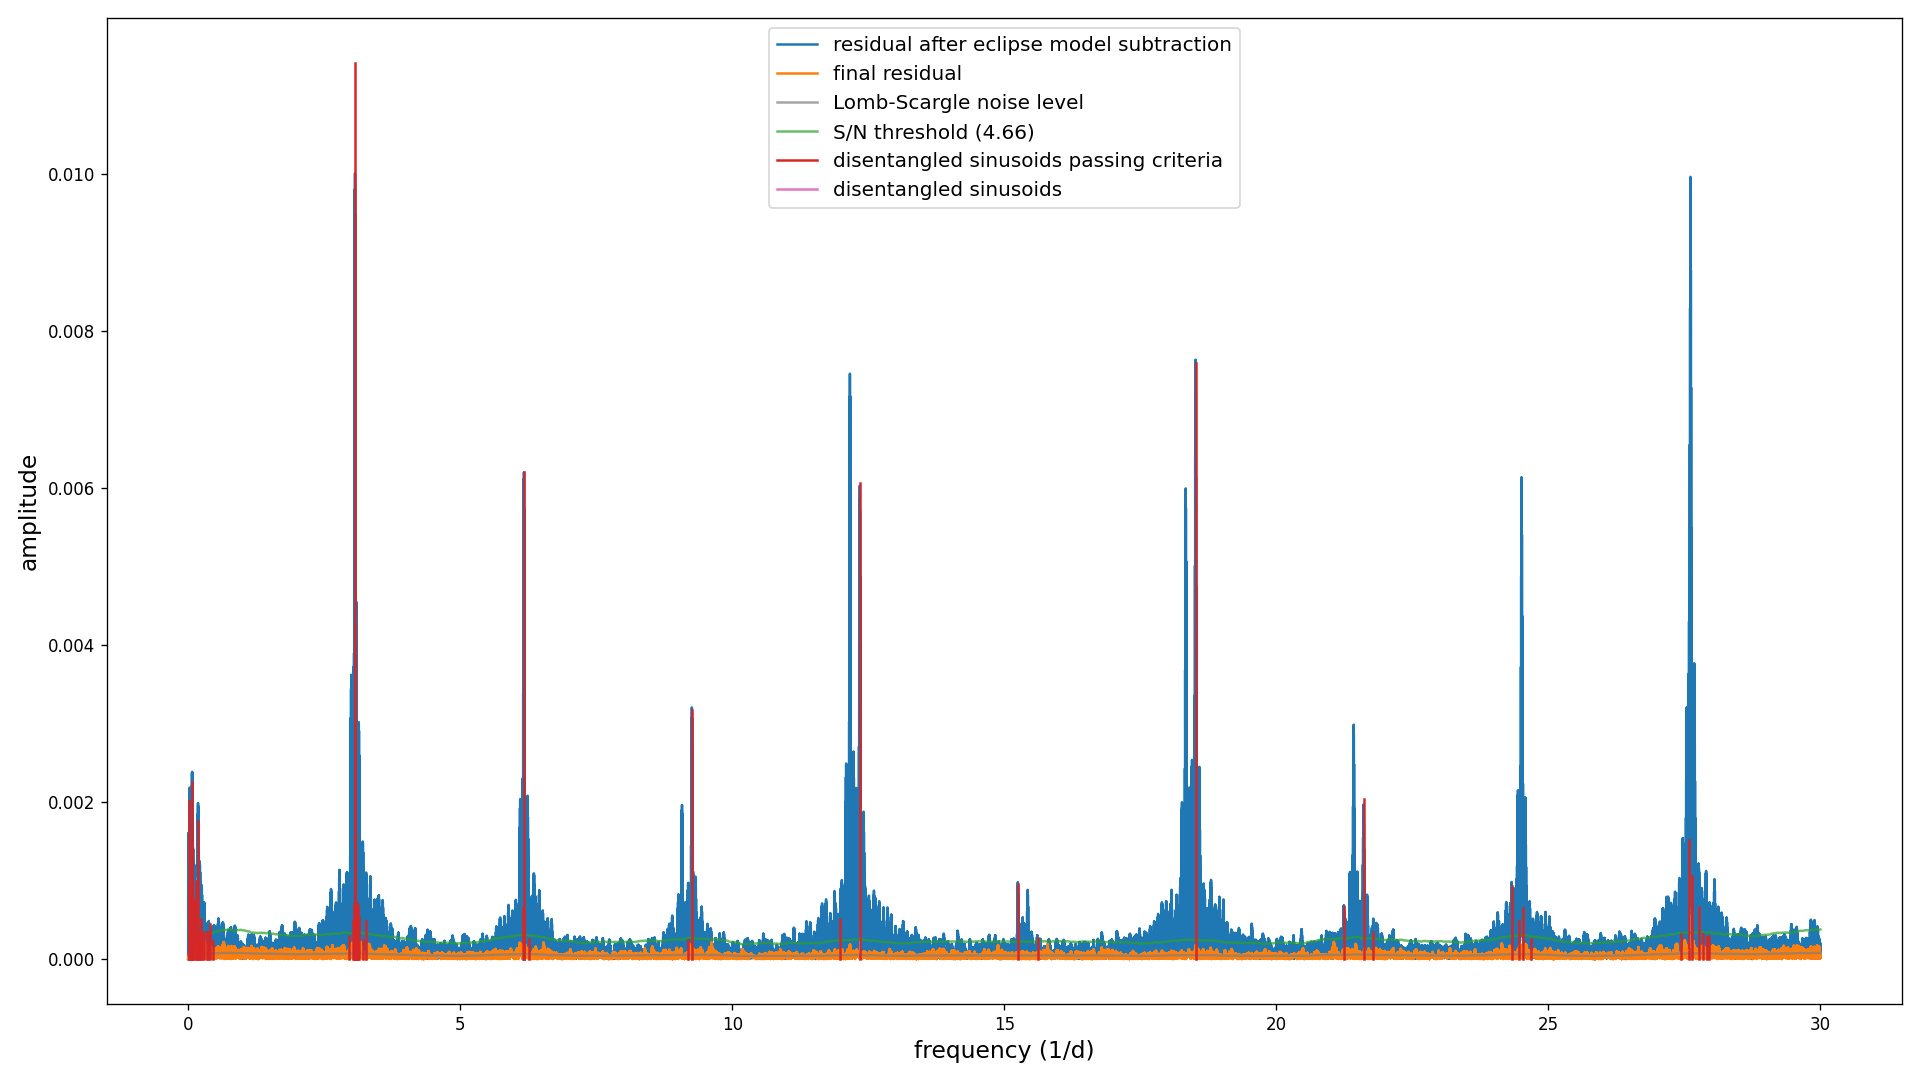 residual after eclipse model subtraction
final residual
Lomb-Scargle noise level
S/N threshold (4.66)
disentangled sinusoids passing criteria
disentangled sinusoids
amplitude
0.010
0.008
0.006
0.004
0.002
0.000
0 5 10 15 20 25 30
frequency (1/d)